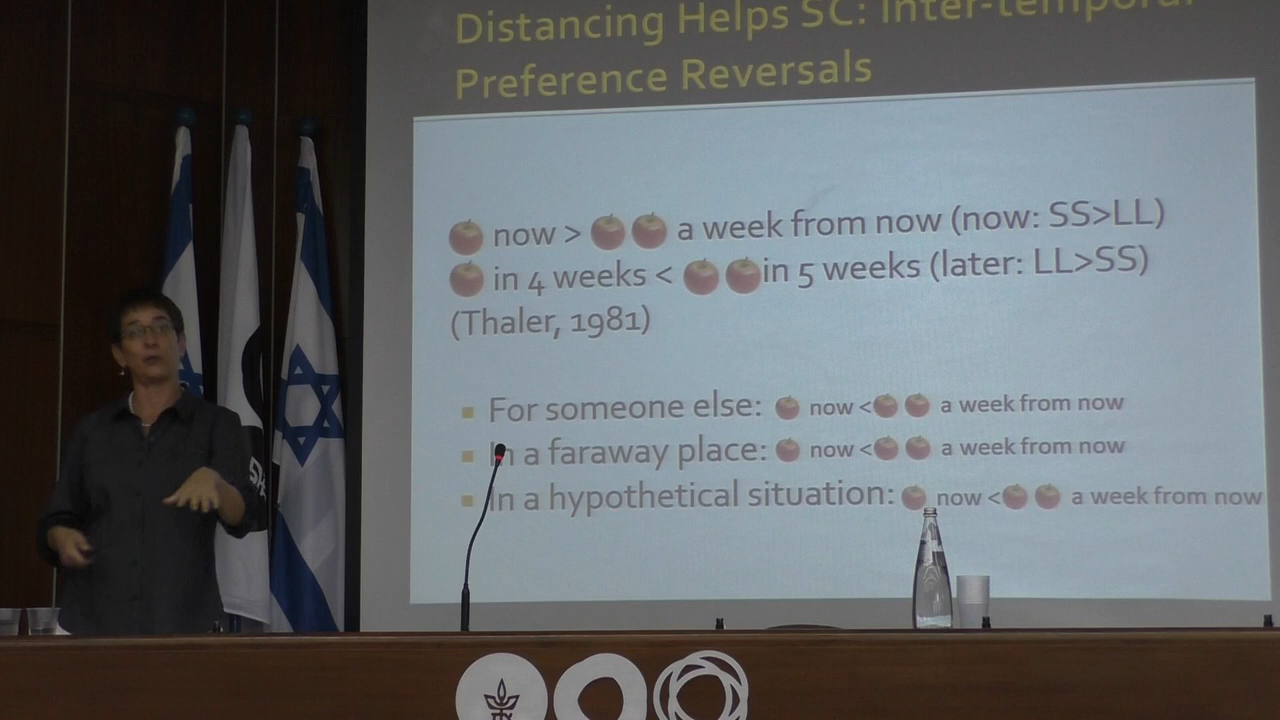 Distancing Helps SC: Inter-temporal
Preference Reversals
now > a week from now (now: SS>LL)
in 4 weeks < in 5 weeks (later: LL>SS)
(Thaler, 1981)
For someone else: now < a week from now
In a faraway place: now < a week from now
In a hypothetical situation: now < a week from now